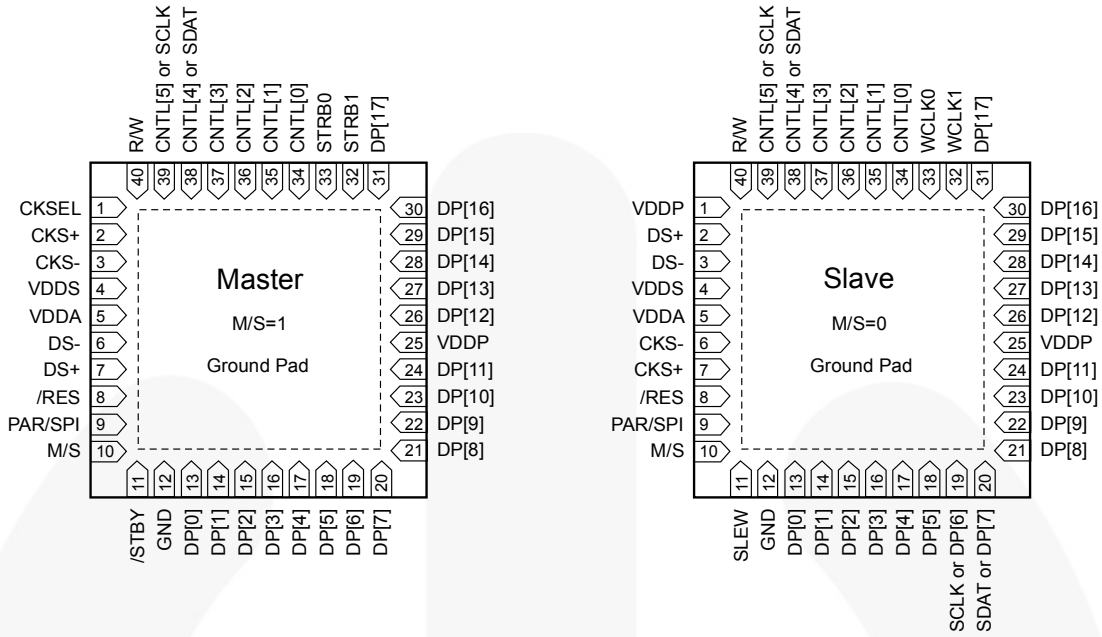 R/W
CNTL[5] or SCLK
CNTL[4] or SDAT
CNTL[3]
CNTL[2]
CNTL[1]
CNTL[0]
STRB0
STRB1
DP[17]
40 39 38 37 36 35 34 33 32 31
CKSEL 1
CKS+ 2
CKS- 3
VDDS 4
VDDA 5
DS- 6
DS+ 7
/RES 8
PAR/SPI 9
M/S 10
Master
M/S=1
Ground Pad
30 DP[16]
29 DP[15]
28 DP[14]
27 DP[13]
26 DP[12]
25 VDDP
24 DP[11]
23 DP[10]
22 DP[9]
21 DP[8]
11 12 13 14 15 16 17 18 19 20
/STBY
GND
DP[0]
DP[1]
DP[2]
DP[3]
DP[4]
DP[5]
DP[6]
DP[7]
R/W
CNTL[5] or SCLK
CNTL[4] or SDAT
CNTL[3]
CNTL[2]
CNTL[1]
CNTL[0]
WCLK0
WCLK1
DP[17]
40 39 38 37 36 35 34 33 32 31
VDDP 1
DS+ 2
DS- 3
VDDS 4
VDDA 5
CKS- 6
CKS+ 7
/RES 8
PAR/SPI 9
M/S 10
Slave
M/S=0
Ground Pad
30 DP[16]
29 DP[15]
28 DP[14]
27 DP[13]
26 DP[12]
25 VDDP
24 DP[11]
23 DP[10]
22 DP[9]
21 DP[8]
11 12 13 14 15 16 17 18 19 20
SLEW
GND
DP[0]
DP[1]
DP[2]
DP[3]
DP[4]
DP[5]
SCLK or DP[6]
SDAT or DP[7]